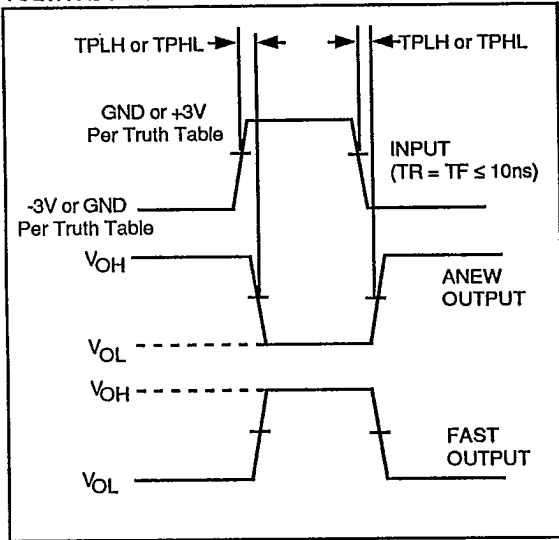 TPLH or TPHL
TPLH or TPHL
GND or +3V
Per Truth Table
INPUT
(TR = TF ≤ 10ns)
-3V or GND
Per Truth Table
VOH
ANEW
OUTPUT
VOL
VOH
FAST
OUTPUT
VOL